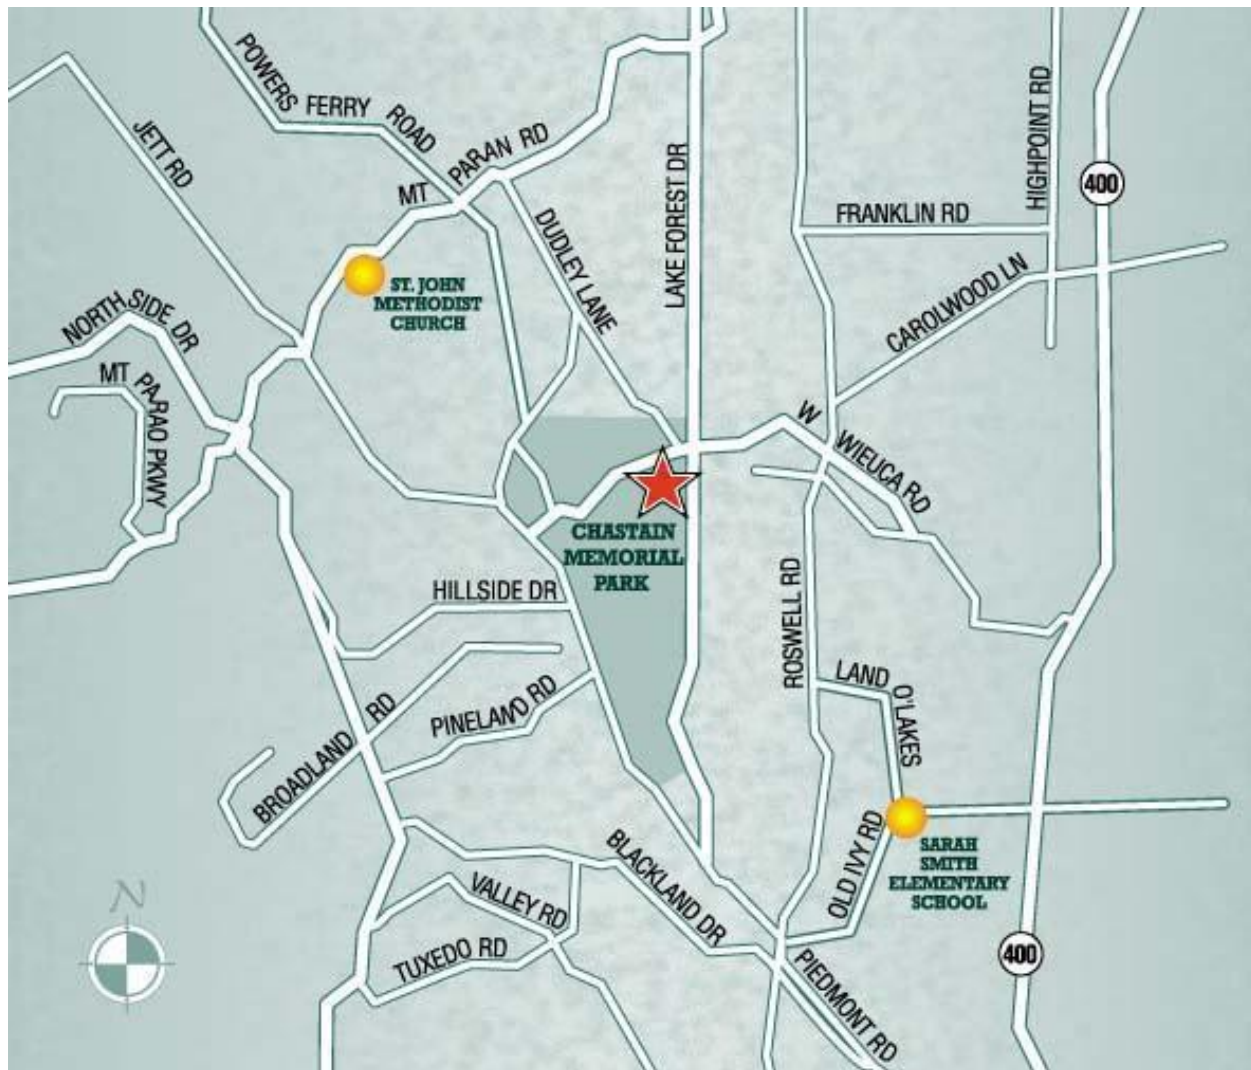 POWERS FERRY ROAD
JETT RD
MT PARAN RD
DUDLEY LANE
LAKE FOREST DR
HIGHPOINT RD
400
FRANKLIN RD
CAROLWOOD LN
ST. JOHN
METHODIST
CHURCH
NORTH SIDE DR
MT PARAO PKWY
W WIEUCA RD
CHASTAIN
MEMORIAL
PARK
HILLSIDE DR
ROSWELL RD
LAND O'LAKES
PINELAND RD
BROADLAND RD
OLD IVY RD
SARAH
SMITH
ELEMENTARY
SCHOOL
BLACKLAND DR
VALLEY RD
TUXEDO RD
PIEDMONT RD
400
N